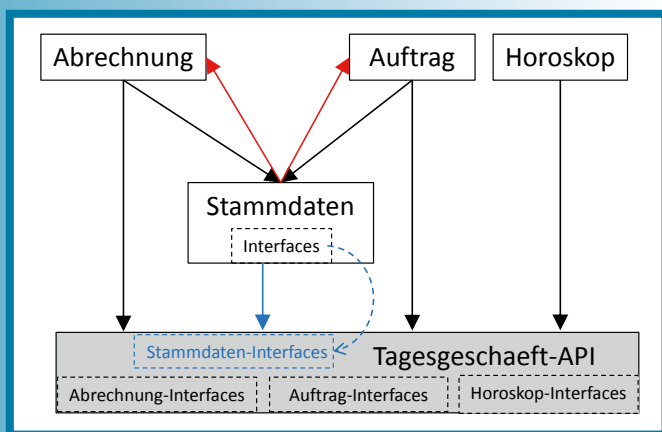 Abrechnung
Auftrag
Horoskop
Stammdaten
Interfaces
Stammdaten-Interfaces
Tagesgeschaeft-API
Abrechnung-Interfaces
Auftrag-Interfaces
Horoskop-Interfaces